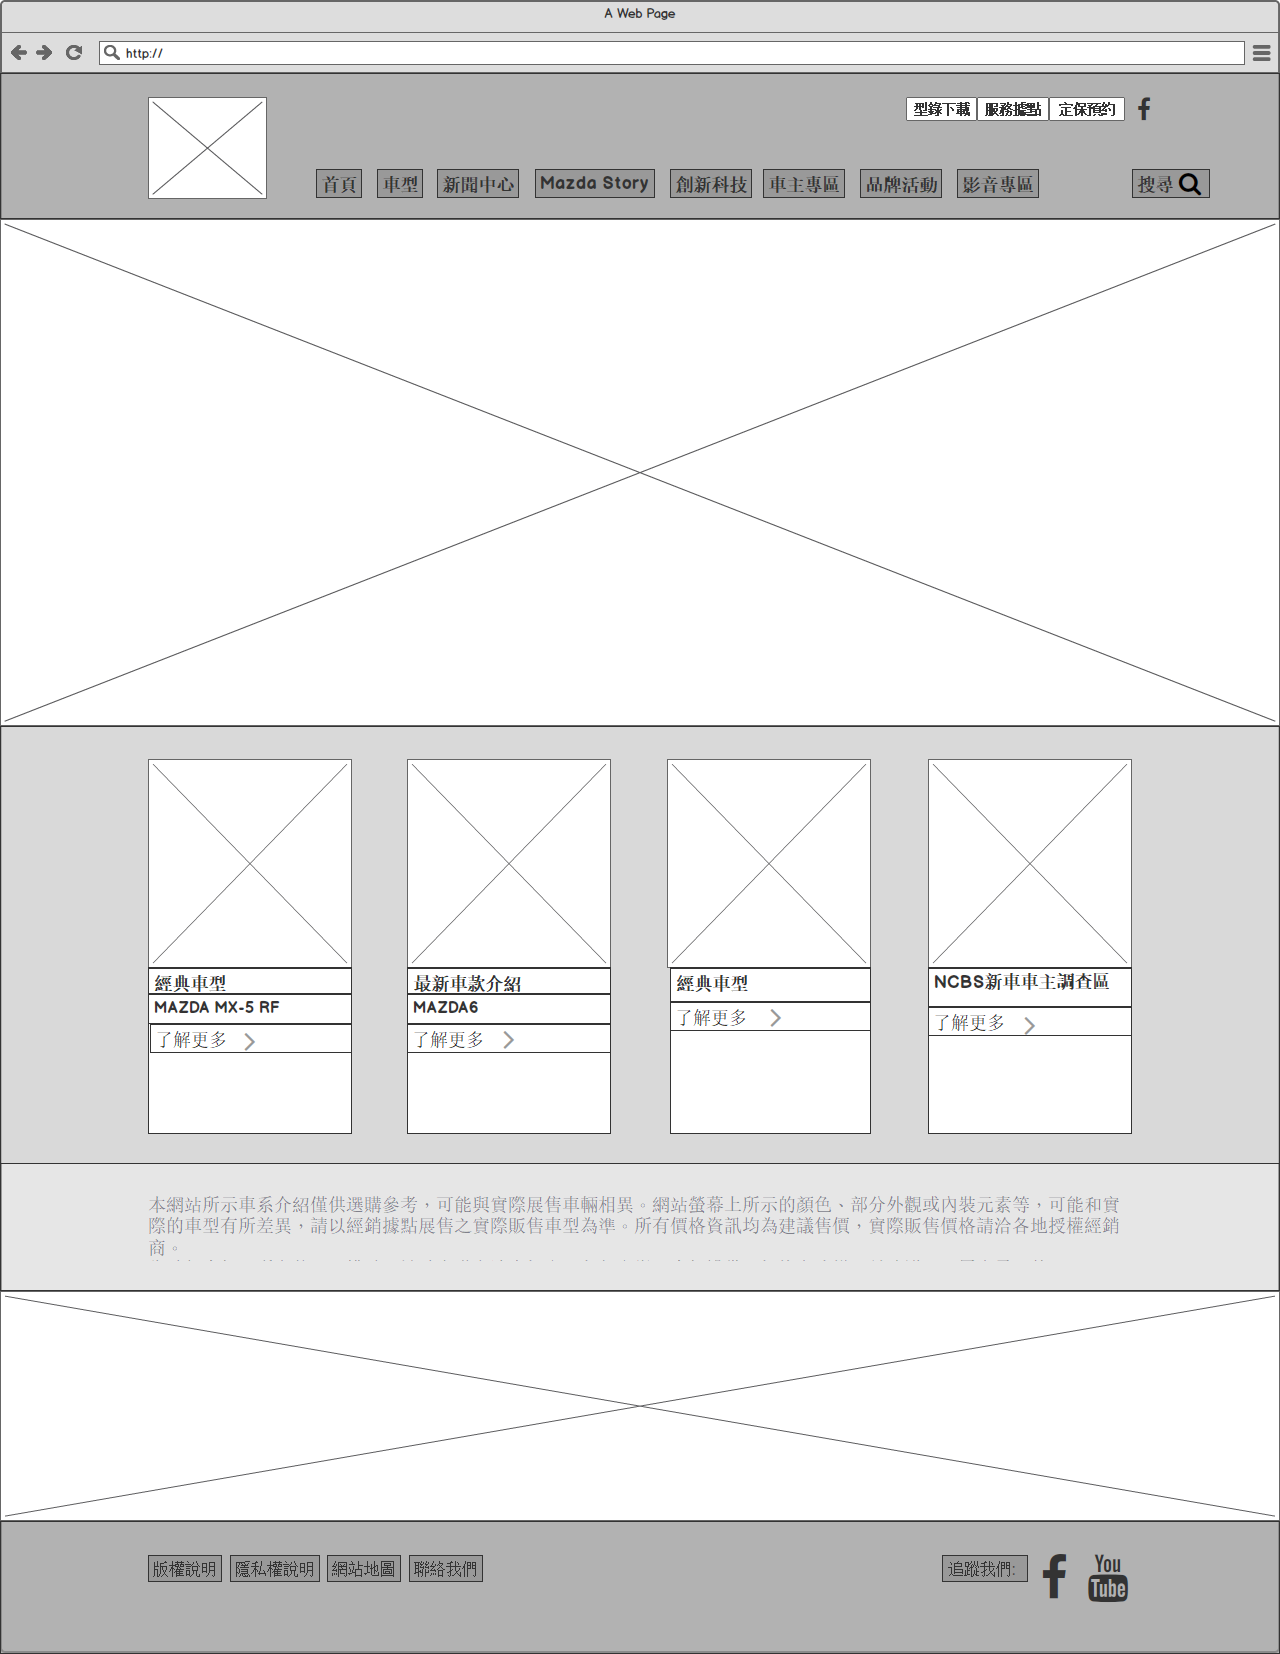 A Web Page
http://
型錄下載 服務據點 定保預約
首頁 車型 新聞中心 Mazda Story 創新科技 車主專區 品牌活動 影音專區 搜尋
經典車型 最新車款介紹 經典車型 NCBS新車車主調查區
MAZDA MX-5 RF MAZDA6
了解更多 了解更多 了解更多 了解更多
本網站所示車系介紹僅供選購參考，可能與實際展售車輛相異。網站螢幕上所示的顏色、部分外觀或內裝元素等，可能和實
際的車型有所差異，請以經銷據點展售之實際販售車型為準。所有價格資訊均為建議售價，實際販售價格請洽各地授權經銷
商。
版權說明 隱私權說明 網站地圖 聯絡我們 追蹤我們:
You
Tube